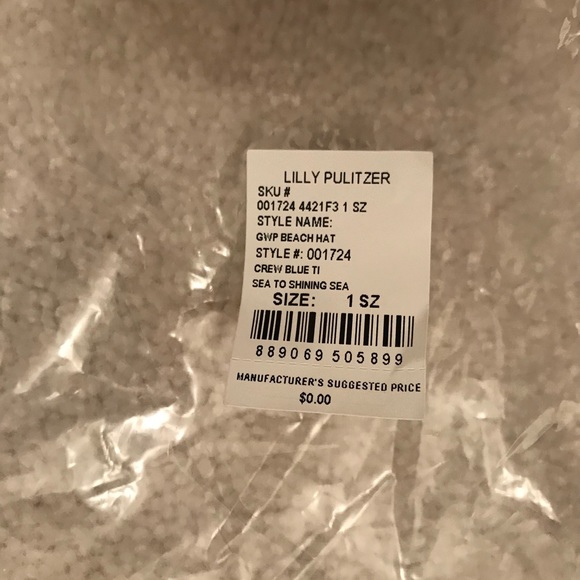 LILLY PULITZER
SKU #
001724 4421F3 1 SZ
STYLE NAME:
GWP BEACH HAT
STYLE #: 001724
CREW BLUE TI
SEA TO SHINING SEA
SIZE: 1 SZ
889069 505899
MANUFACTURER'S SUGGESTED PRICE
$0.00